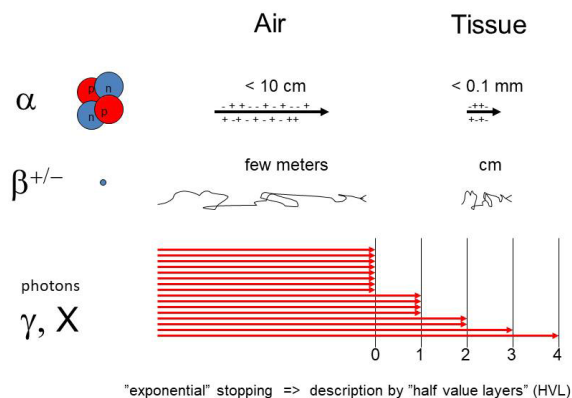 Air Tissue
α p n n p < 10 cm < 0.1 mm
- + + - - + - + - - + - ++-
+ -+ - + - + - ++ +-+-
β+/− few meters cm
photons
γ, X
0 1 2 3 4
"exponential" stopping => description by "half value layers" (HVL)